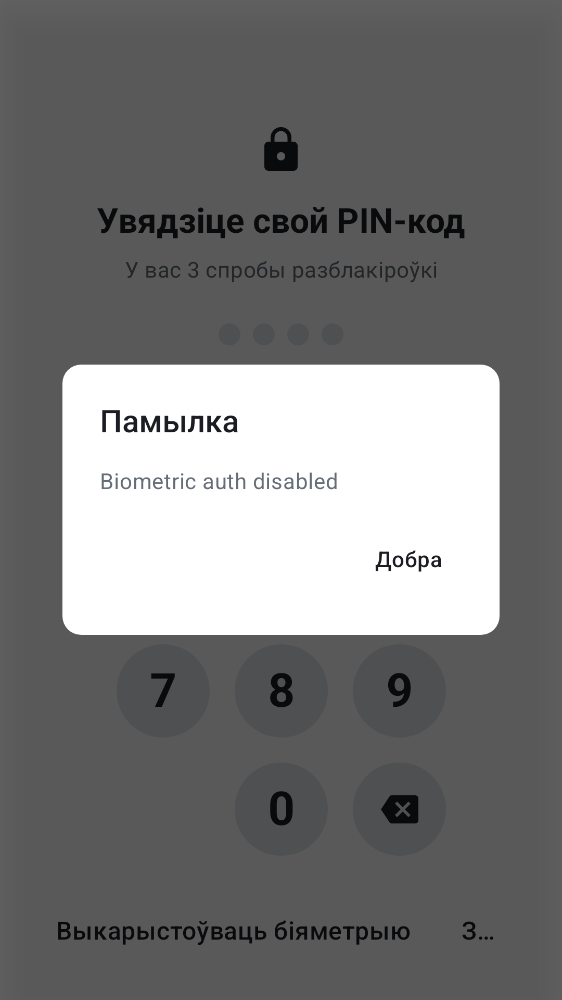 Увядзіце свой PIN-код
У вас 3 спробы разблакіроўкі
Памылка
Biometric auth disabled
Добра
7 8 9
0
Выкарыстоўваць біяметрыю З...